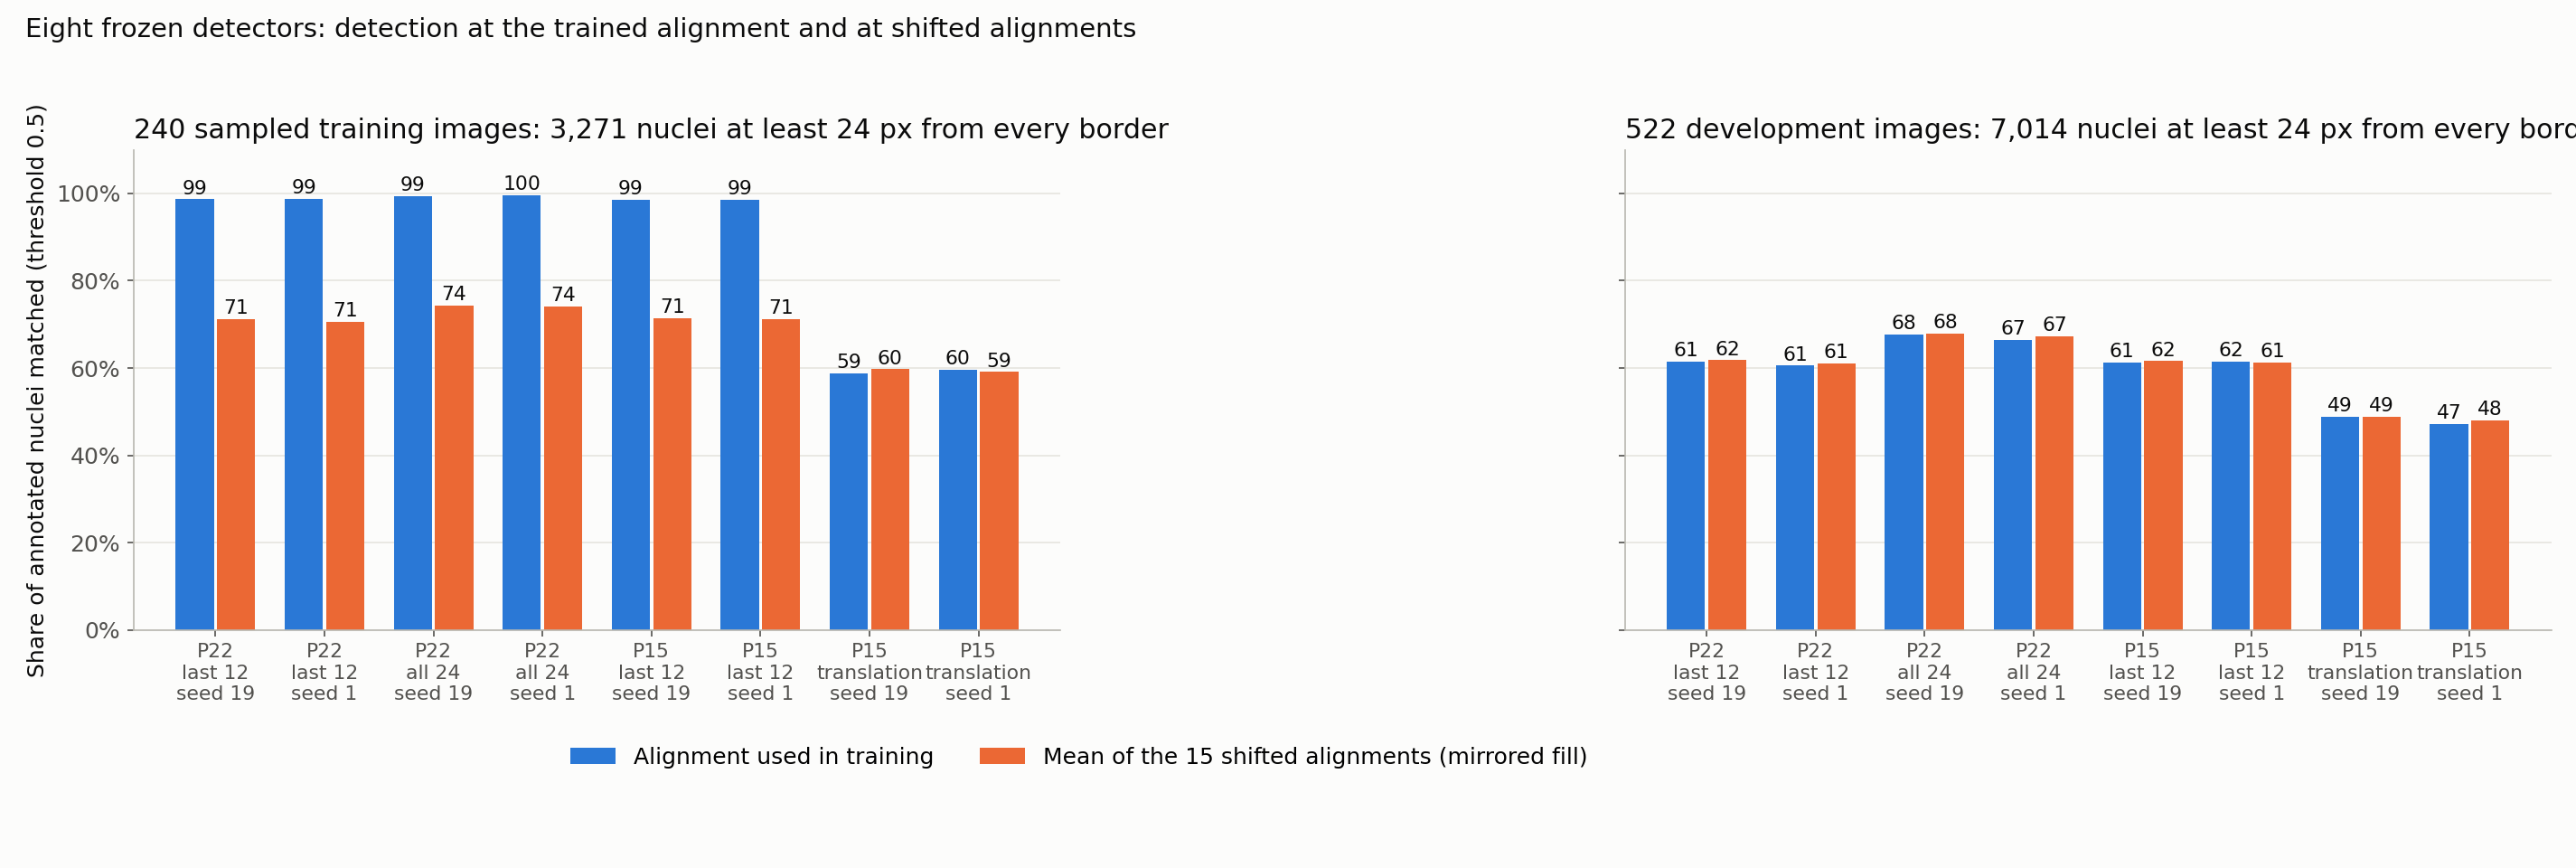 Eight frozen detectors: detection at the trained alignment and at shifted alignments
Share of annotated nuclei matched (threshold 0.5)
240 sampled training images: 3,271 nuclei at least 24 px from every border
100%
80%
60%
40%
20%
0%
99 71 99 71 99 74 100 74 99 71 99 71 59 60 60 59
P22 P22 P22 P22 P15 P15 P15 P15
last 12 last 12 all 24 all 24 last 12 last 12 translation translation
seed 19 seed 1 seed 19 seed 1 seed 19 seed 1 seed 19 seed 1
522 development images: 7,014 nuclei at least 24 px from every bord
61 62 61 61 68 68 67 67 61 62 62 61 49 49 47 48
P22 P22 P22 P22 P15 P15 P15 P15
last 12 last 12 all 24 all 24 last 12 last 12 translation translation
seed 19 seed 1 seed 19 seed 1 seed 19 seed 1 seed 19 seed 1
Alignment used in training
Mean of the 15 shifted alignments (mirrored fill)